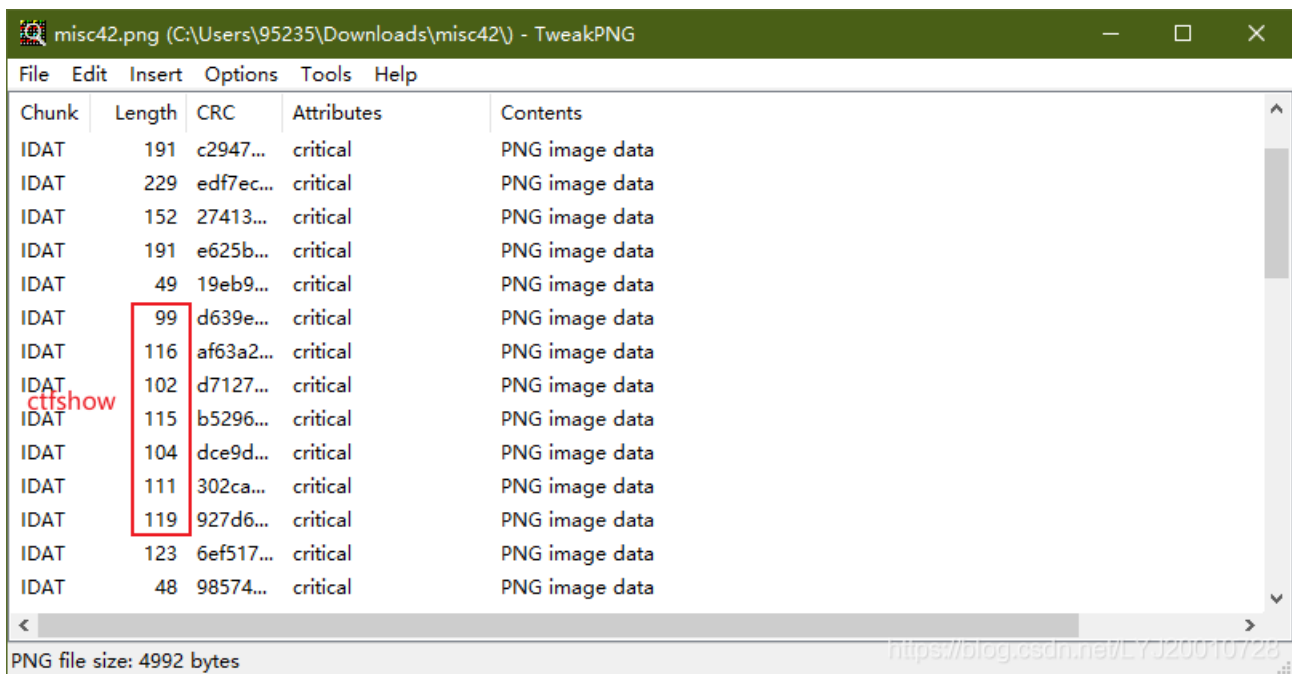 misc42.png (C:\Users\95235\Downloads\misc42\) - TweakPNG
File Edit Insert Options Tools Help
Chunk Length CRC Attributes Contents
IDAT 191 c2947... critical PNG image data
IDAT 229 edf7ec... critical PNG image data
IDAT 152 27413... critical PNG image data
IDAT 191 e625b... critical PNG image data
IDAT 49 19eb9... critical PNG image data
IDAT 99 d639e... critical PNG image data
IDAT 116 af63a2... critical PNG image data
IDAT 102 d7127... critical PNG image data
ctfshow
IDAT 115 b5296... critical PNG image data
IDAT 104 dce9d... critical PNG image data
IDAT 111 302ca... critical PNG image data
IDAT 119 927d6... critical PNG image data
IDAT 123 6ef517... critical PNG image data
IDAT 48 98574... critical PNG image data
https://blog.csdn.net/LYJ20010728
PNG file size: 4992 bytes